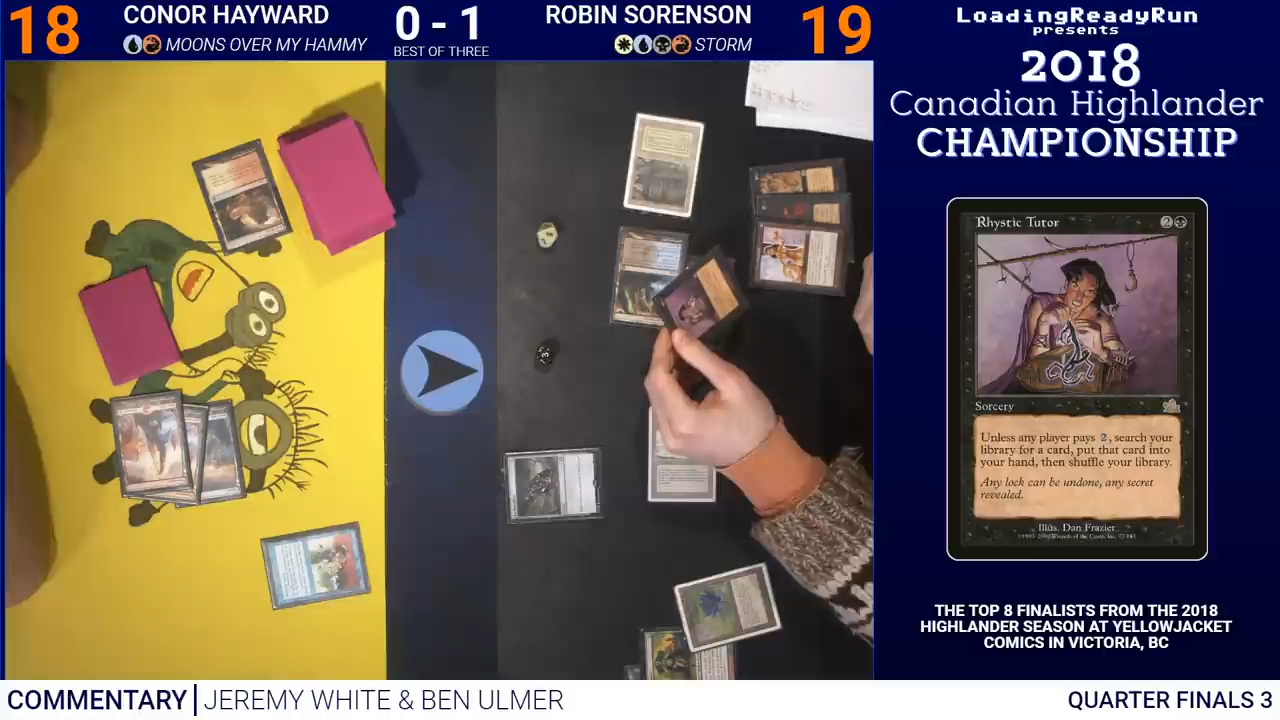 18
CONOR HAYWARD
MOONS OVER MY HAMMY
0 - 1
BEST OF THREE
ROBIN SORENSON
STORM
19
LoadingReadyRun
presents
2018
Canadian Highlander
CHAMPIONSHIP
Rhystic Tutor 2
Sorcery
Unless any player pays 2, search your
library for a card, put that card into
your hand, then shuffle your library.
Any lock can be undone, any secret
revealed.
Illus. Dan Frazier
THE TOP 8 FINALISTS FROM THE 2018
HIGHLANDER SEASON AT YELLOWJACKET
COMICS IN VICTORIA, BC
COMMENTARY | JEREMY WHITE & BEN ULMER
QUARTER FINALS 3